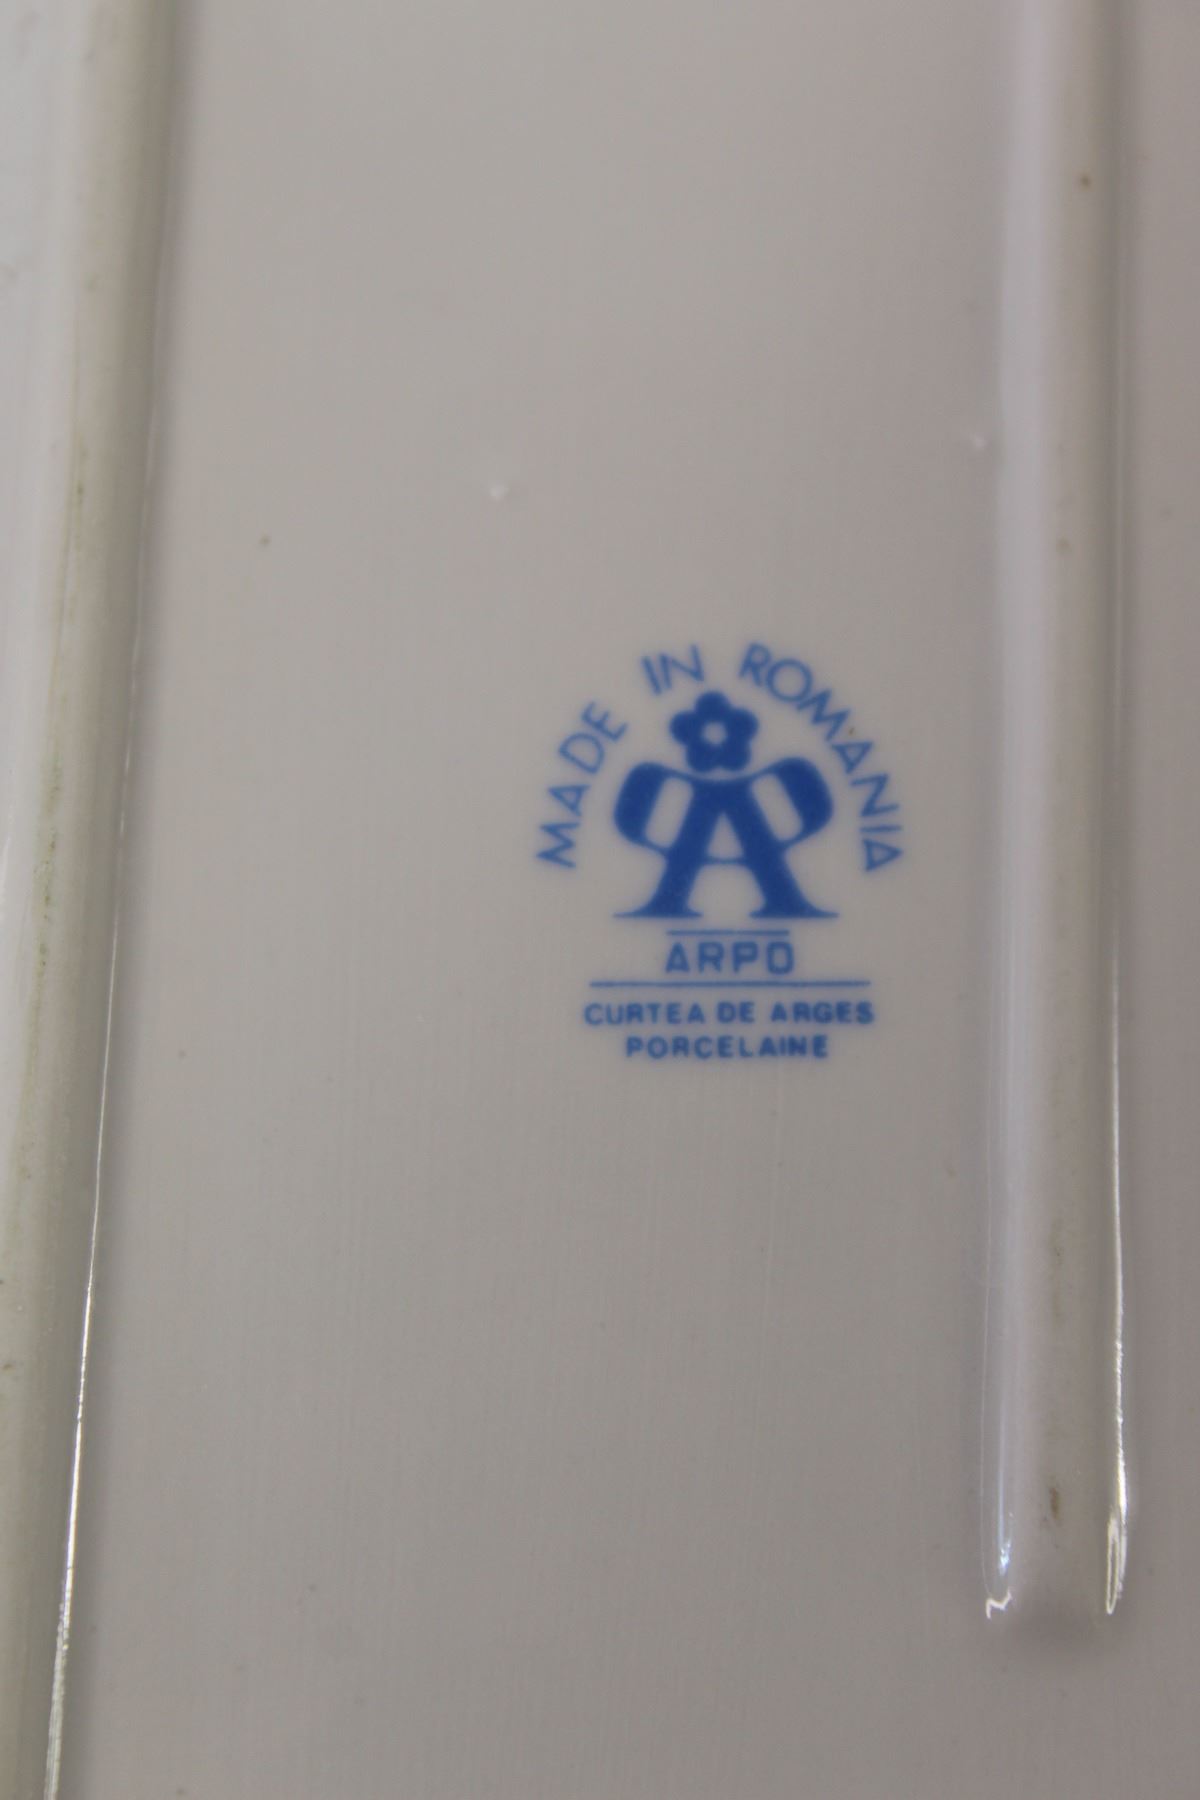 MADE IN ROMANIA
A
ARPO
CURTEA DE ARGES
PORCELAINE